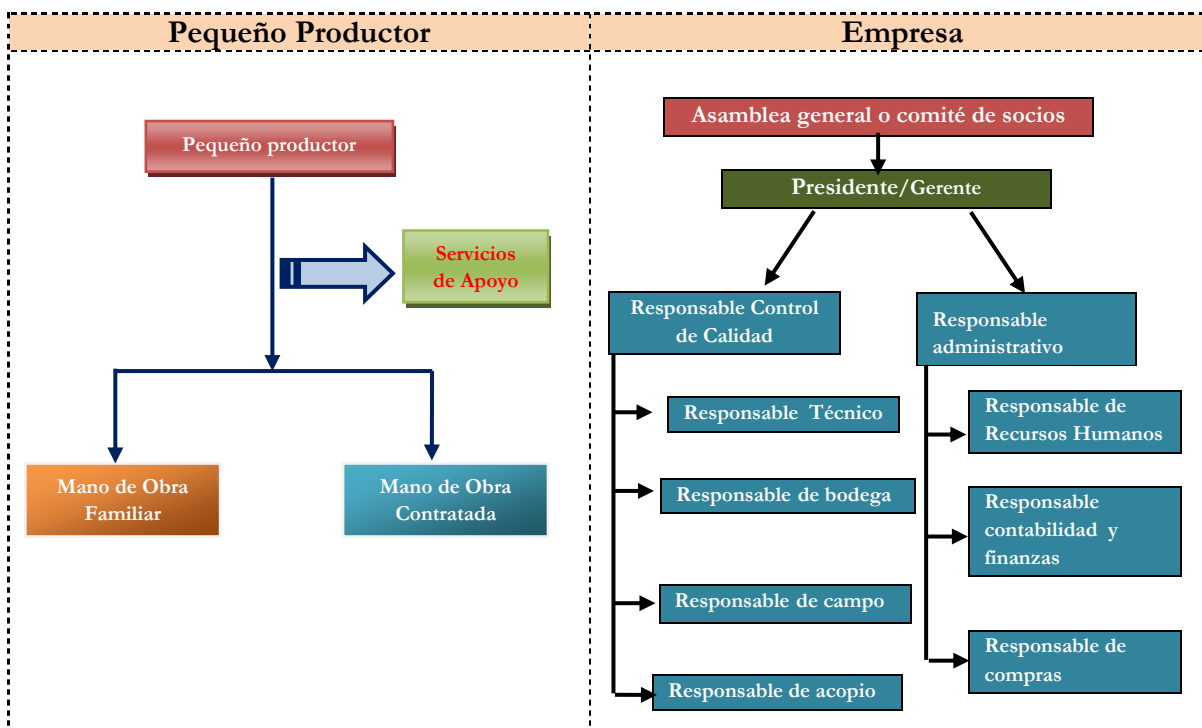 Pequeño Productor
Pequeño productor
Servicios
de Apoyo
Mano de Obra
Familiar
Mano de Obra
Contratada
Empresa
Asamblea general o comité de socios
Presidente/Gerente
Responsable Control
de Calidad
Responsable Técnico
Responsable de bodega
Responsable de campo
Responsable de acopio
Responsable
administrativo
Responsable de
Recursos Humanos
Responsable
contabilidad y
finanzas
Responsable de
compras